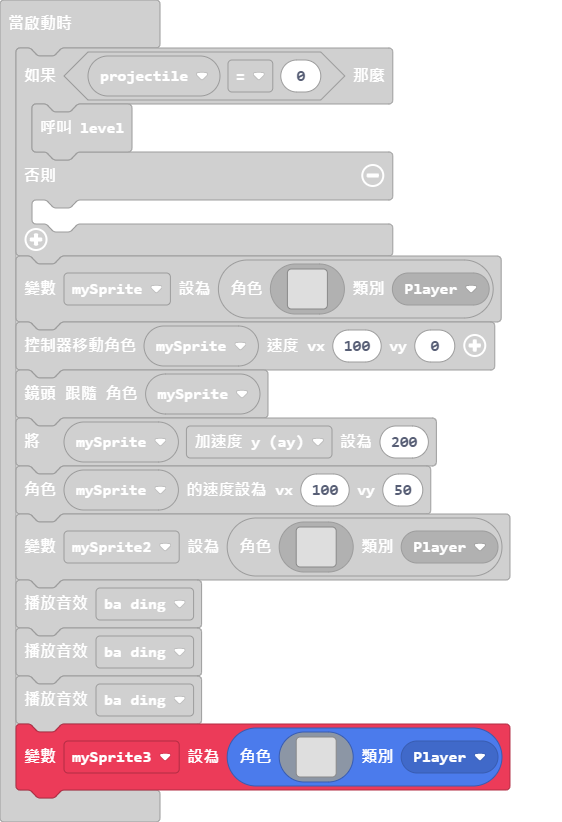 當啟動時
如果 projectile = 0 那麼
呼叫 level
否則
變數 mySprite 設為 角色 類別 Player
控制器移動角色 mySprite 速度 vx 100 vy 0
鏡頭 跟隨 角色 mySprite
將 mySprite 加速度 y (ay) 設為 200
角色 mySprite 的速度設為 vx 100 vy 50
變數 mySprite2 設為 角色 類別 Player
播放音效 ba ding
播放音效 ba ding
播放音效 ba ding
變數 mySprite3 設為 角色 類別 Player